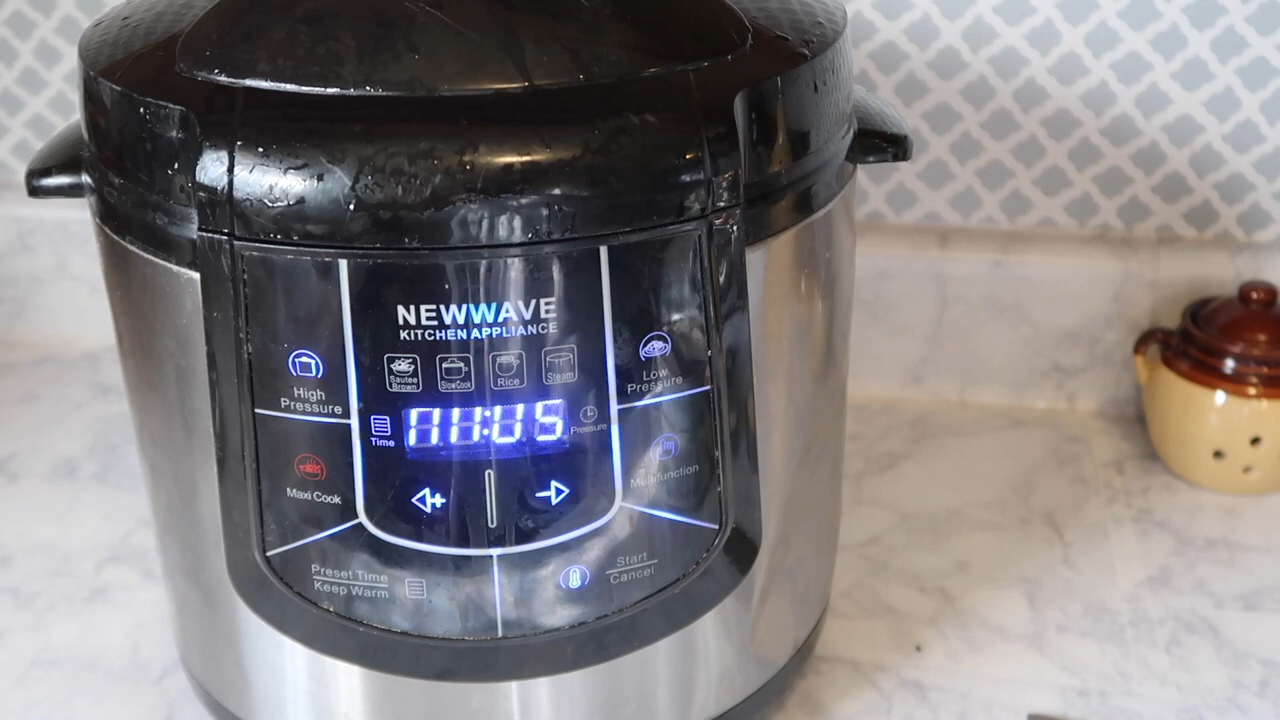 NEWWAVE
KITCHEN APPLIANCE
Sautee
Brown
Slow Cook
Rice
Steam
High
Pressure
Low
Pressure
Time
11:05
Pressure
Maxi Cook
Multifunction
Preset Time
Keep Warm
Start
Cancel